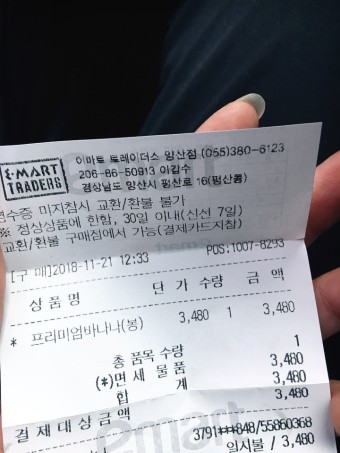 E·MART
TRADERS
이마트 트레이더스 양산점 (055)380-6123
206-86-50913 이갑수
경상남도 양산시 평산로 16(평산동)
영수증 미지참시 교환/환불 불가
※ 정상상품에 한함, 30일 이내(신선 7일)
교환/환불 구매점에서 가능(결제카드지참)
[구 매]2018-11-21 12:33 POS:1007-8293
상 품 명 단 가 수량 금 액
* 프리미엄바나나(봉) 3,480 1 3,480
총 품목 수량 1
(*)면 세 물 품 3,480
합 계 3,480
결 제 대 상 금 액 3,480
3791***848/55860368
일시불 / 3,480